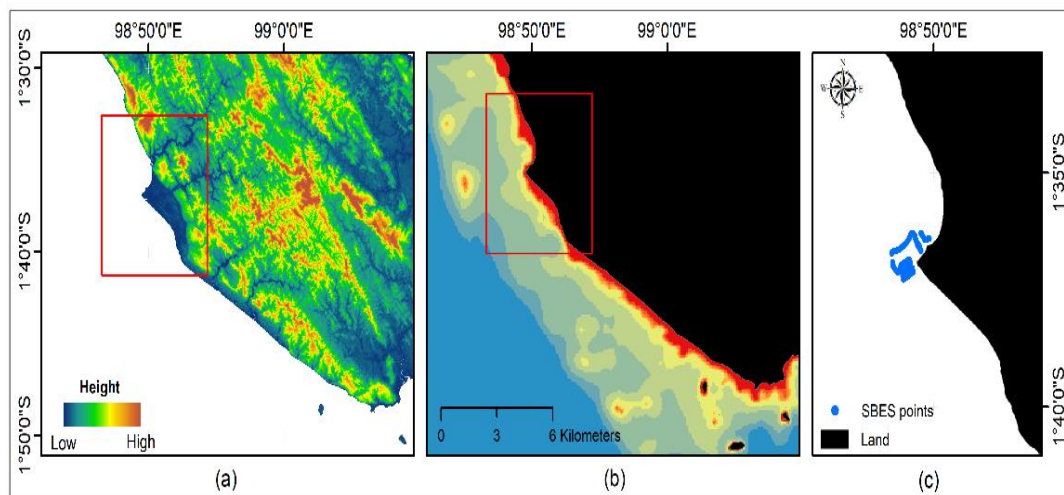 98°50'0"E 99°0'0"E 98°50'0"E 99°0'0"E 98°50'0"E
1°30'0"S
1°40'0"S
1°50'0"S
Height
Low High
(a)
0 3 6 Kilometers
(b)
N
W E
S
1°35'0"S
1°40'0"S
SBES points
Land
(c)